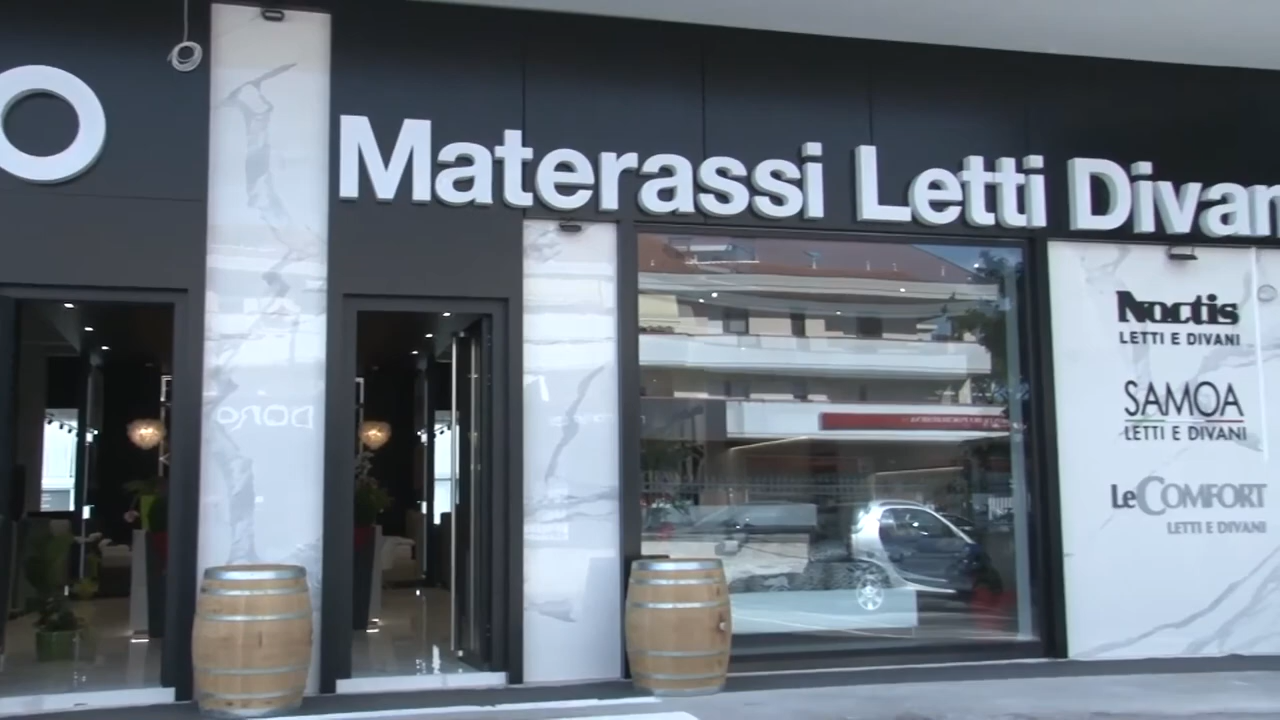 O
Materassi Letti Divan
Noctis
LETTI E DIVANI
SAMOA
LETTI E DIVANI
LeCOMFORT
LETTI E DIVANI